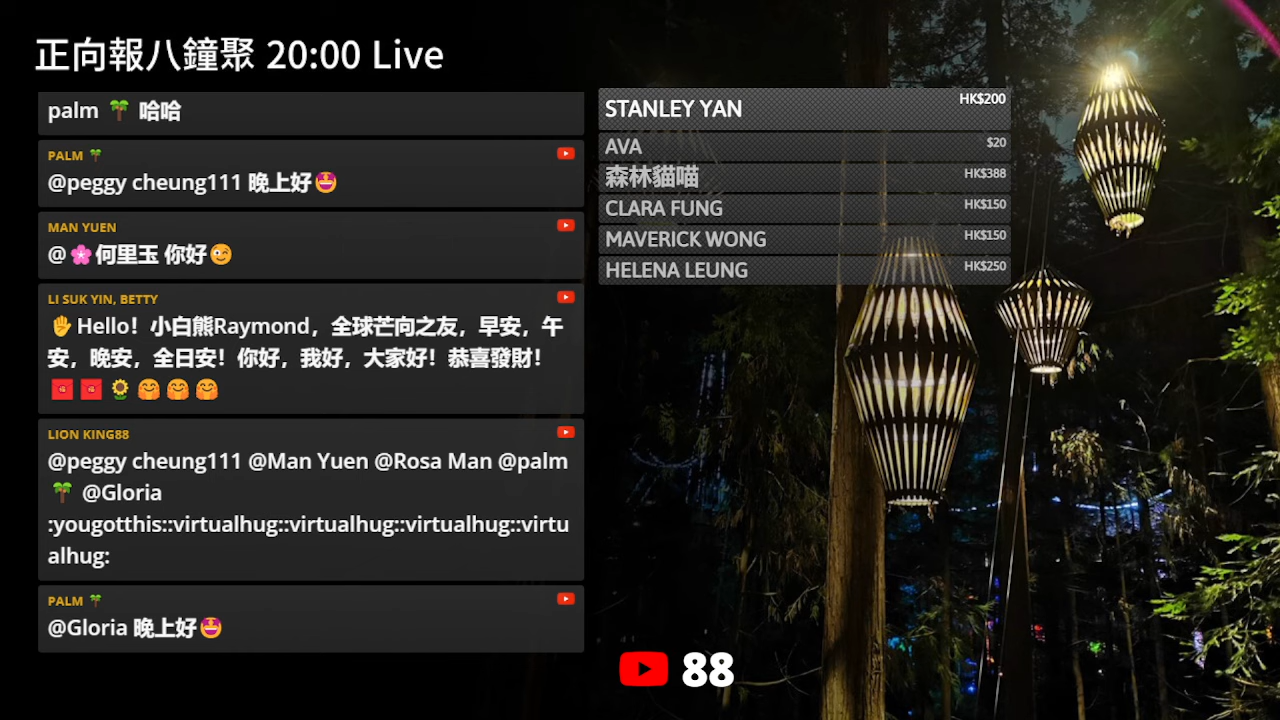 正向報八鐘聚 20:00 Live
palm 🌴 哈哈
PALM 🌴
@peggy cheung111 晚上好🤩
MAN YUEN
@🌸何里玉 你好😉
LI SUK YIN, BETTY
✋Hello！小白熊Raymond，全球芒向之友，早安，午
安，晚安，全日安！你好，我好，大家好！恭喜發財！
🧧🧧🌻🤗🤗🤗
LION KING88
@peggy cheung111 @Man Yuen @Rosa Man @palm
🌴 @Gloria
:yougotthis::virtualhug::virtualhug::virtualhug::virtu
alhug:
PALM 🌴
@Gloria 晚上好🤩
STANLEY YAN HK$200
AVA $20
森林貓喵 HK$388
CLARA FUNG HK$150
MAVERICK WONG HK$150
HELENA LEUNG HK$250
88